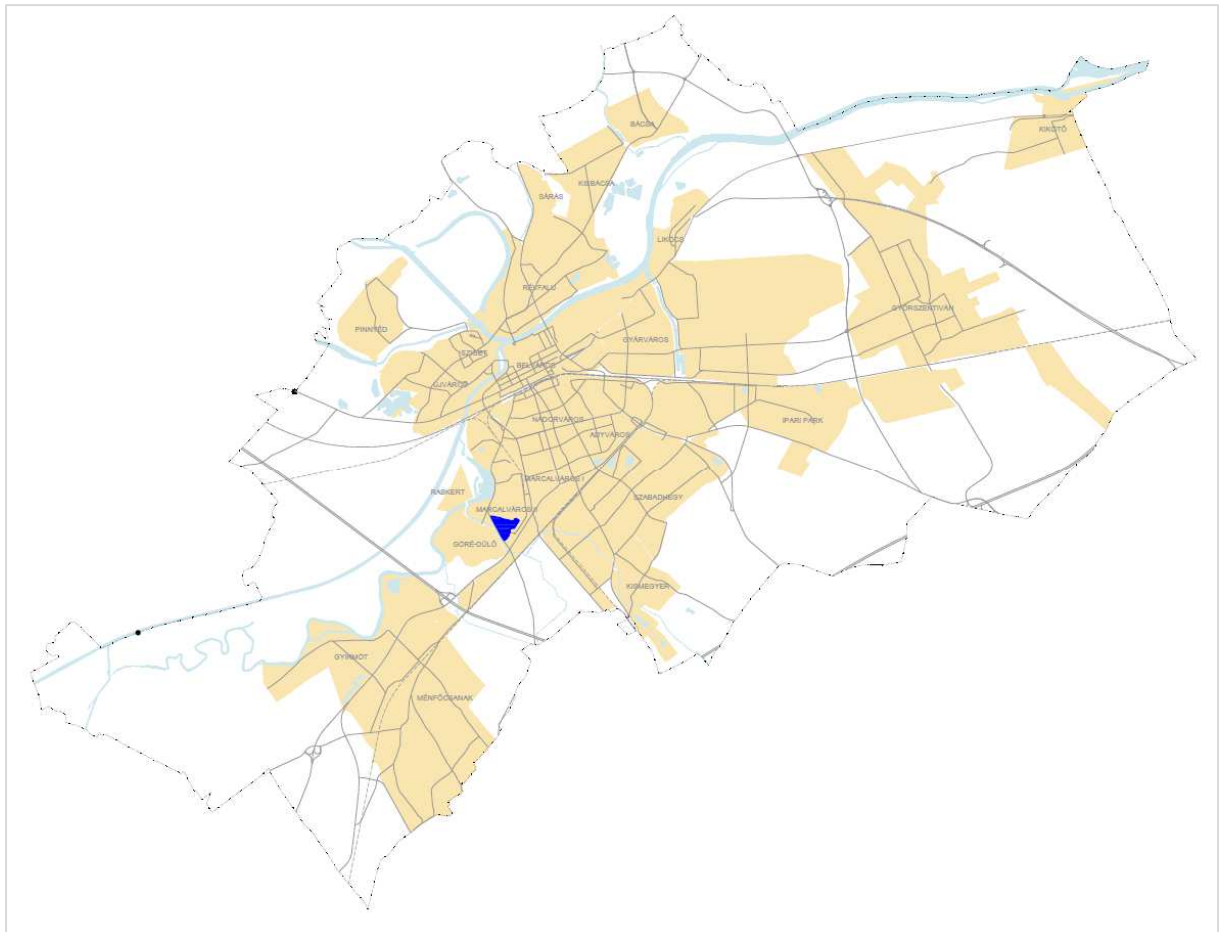 BÁCSA
KIKÖTŐ
KISBÁCSA
SÁRÁS
LIKÓCS
RÉVFALU
GYŐRSZENTIVÁN
PINNYÉD
GYÁRVÁROS
SZIGET
BELVÁROS
ÚJVÁROS
NÁDORVÁROS
IPARI PARK
ADYVÁROS
MARCALVÁROS I
RABKERT
SZABADHEGY
MARCALVÁROS II
GORÉ-DŰLŐ
KISMEGYER
GYIRMÓT
MÉNFŐCSANAK